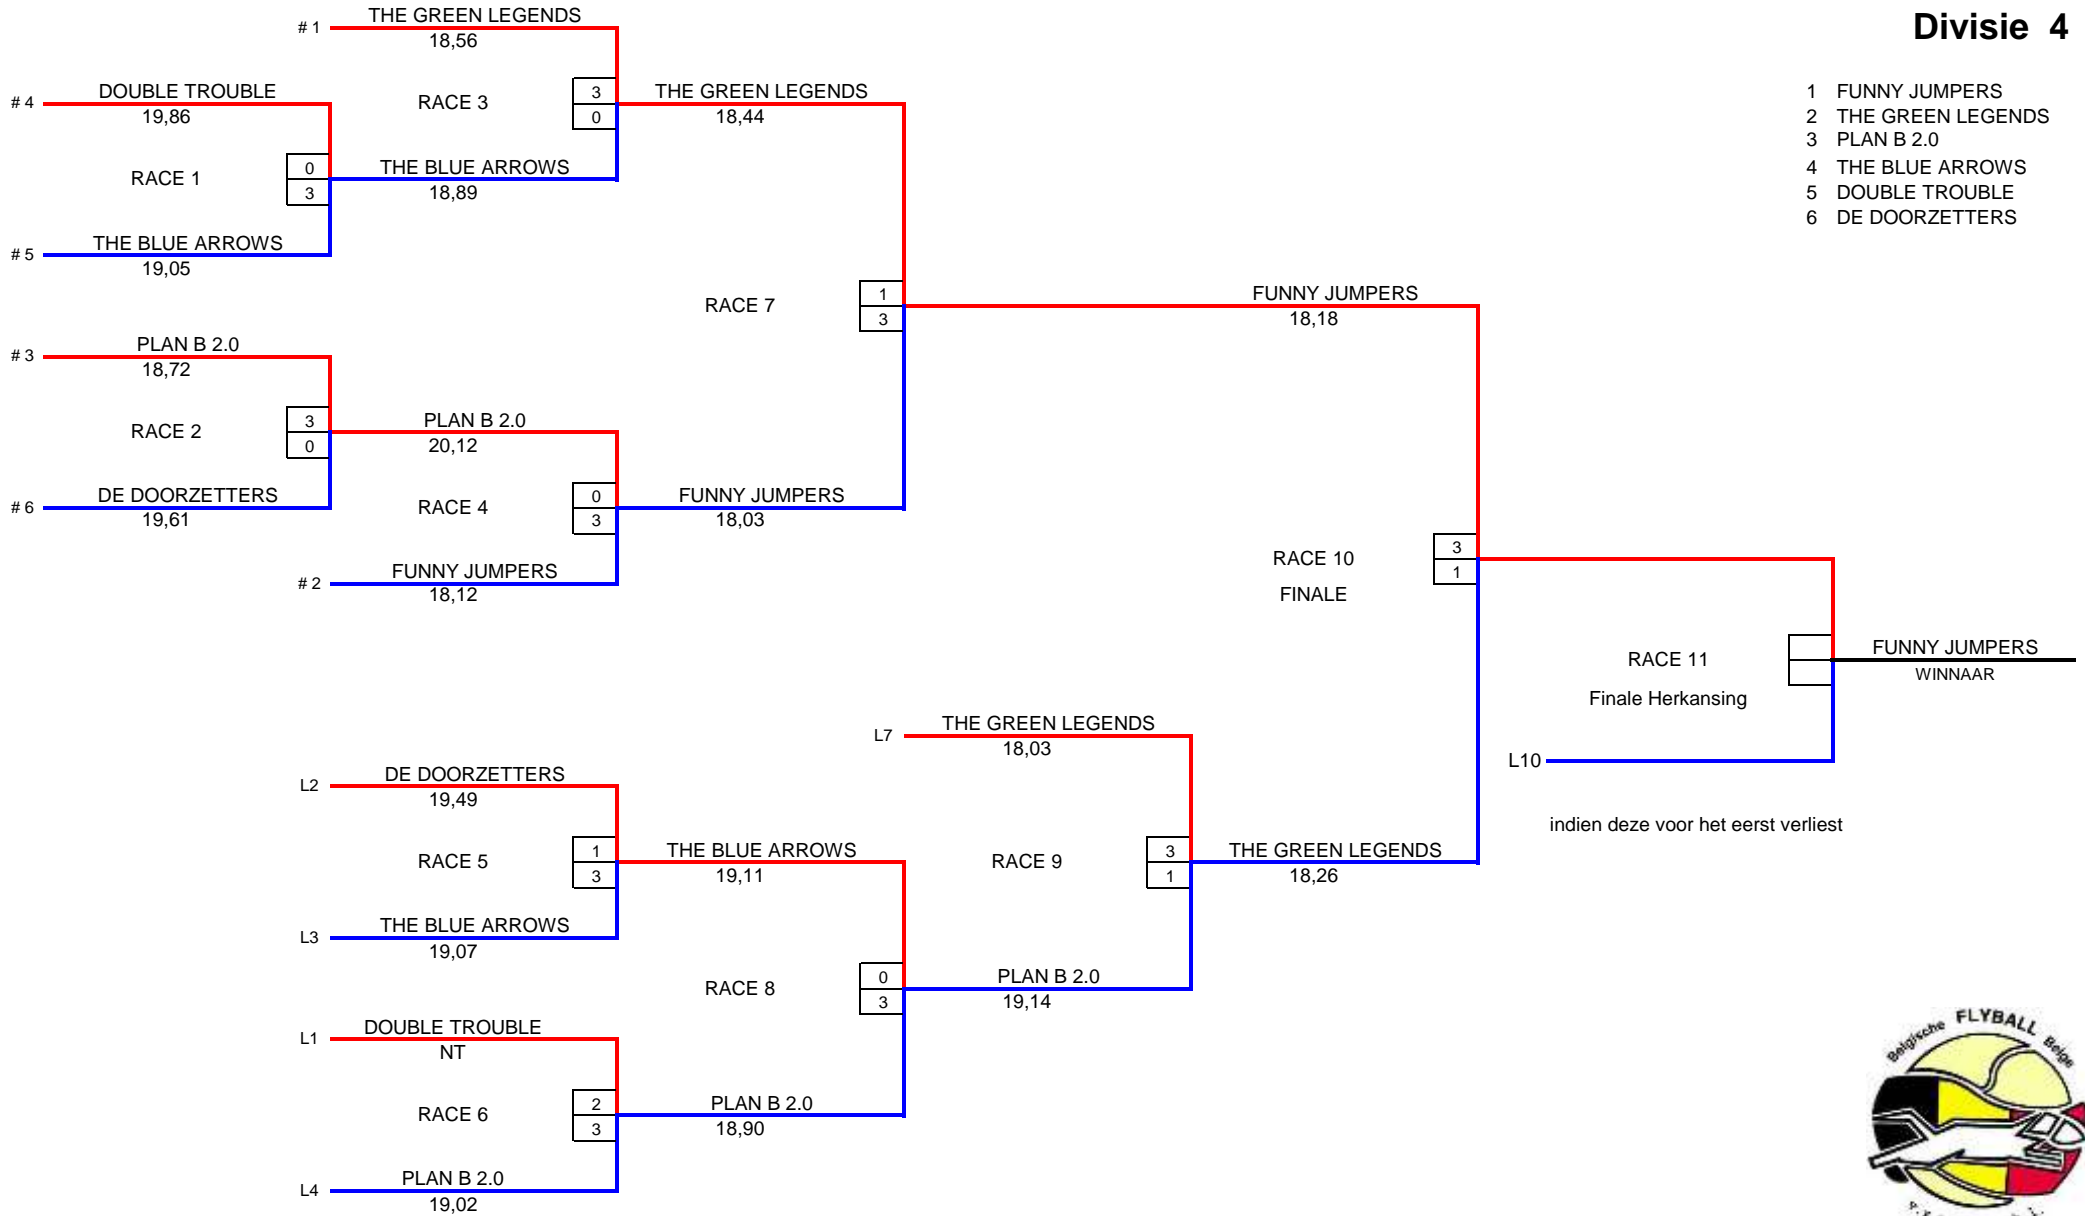 Divisie 4
1 FUNNY JUMPERS
2 THE GREEN LEGENDS
3 PLAN B 2.0
4 THE BLUE ARROWS
5 DOUBLE TROUBLE
6 DE DOORZETTERS
# 1 THE GREEN LEGENDS
18,56
# 4 DOUBLE TROUBLE
19,86
RACE 1
0
3
# 5 THE BLUE ARROWS
19,05
RACE 3
3
0
THE BLUE ARROWS
18,89
THE GREEN LEGENDS
18,44
# 3 PLAN B 2.0
18,72
RACE 2
3
0
# 6 DE DOORZETTERS
19,61
PLAN B 2.0
20,12
RACE 4
0
3
# 2 FUNNY JUMPERS
18,12
FUNNY JUMPERS
18,03
RACE 7
1
3
FUNNY JUMPERS
18,18
RACE 10
FINALE
3
1
RACE 11
Finale Herkansing
FUNNY JUMPERS
WINNAAR
L10
indien deze voor het eerst verliest
L7 THE GREEN LEGENDS
18,03
L2 DE DOORZETTERS
19,49
RACE 5
1
3
L3 THE BLUE ARROWS
19,07
THE BLUE ARROWS
19,11
RACE 8
0
3
L1 DOUBLE TROUBLE
NT
RACE 6
2
3
L4 PLAN B 2.0
19,02
PLAN B 2.0
18,90
PLAN B 2.0
19,14
RACE 9
3
1
THE GREEN LEGENDS
18,26
Belgische FLYBALL Belge